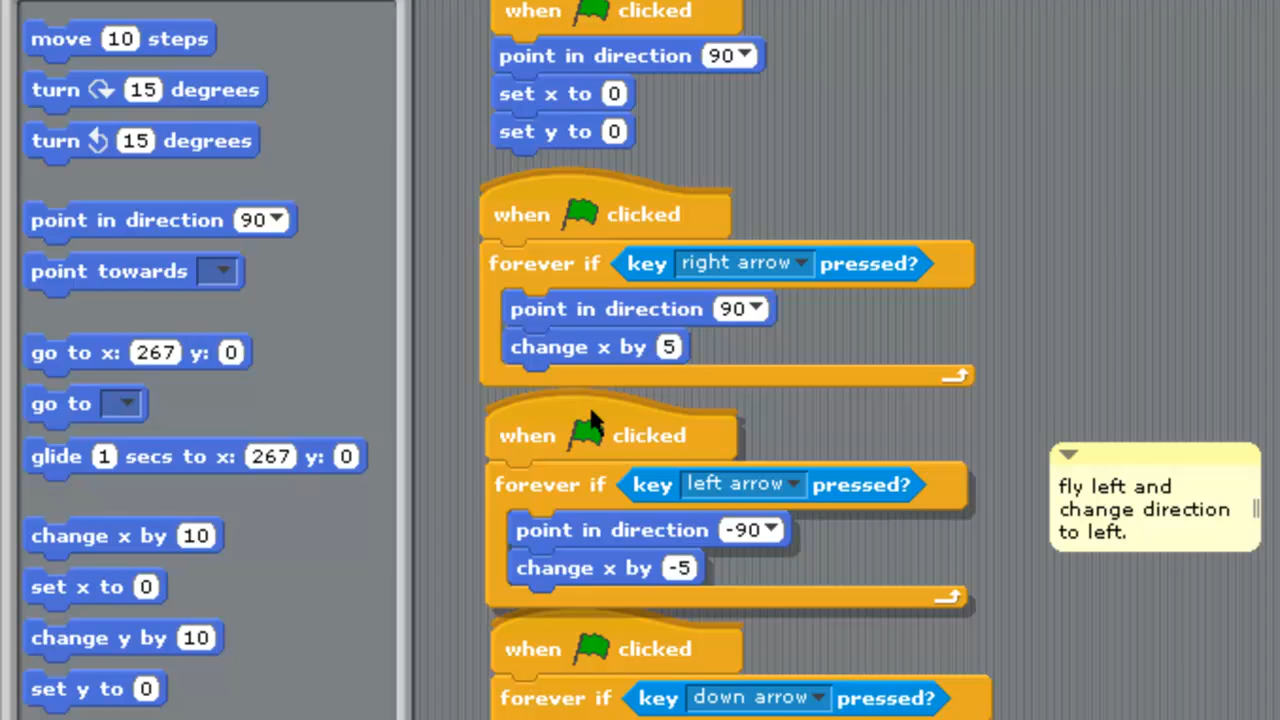 move 10 steps
turn 15 degrees
turn 15 degrees
point in direction 90
point towards
go to x: 267 y: 0
go to
glide 1 secs to x: 267 y: 0
change x by 10
set x to 0
change y by 10
set y to 0
when clicked
point in direction 90
set x to 0
set y to 0
when clicked
forever if key right arrow pressed?
point in direction 90
change x by 5
when clicked
forever if key left arrow pressed?
point in direction -90
change x by -5
when clicked
forever if key down arrow pressed?
fly left and
change direction
to left.